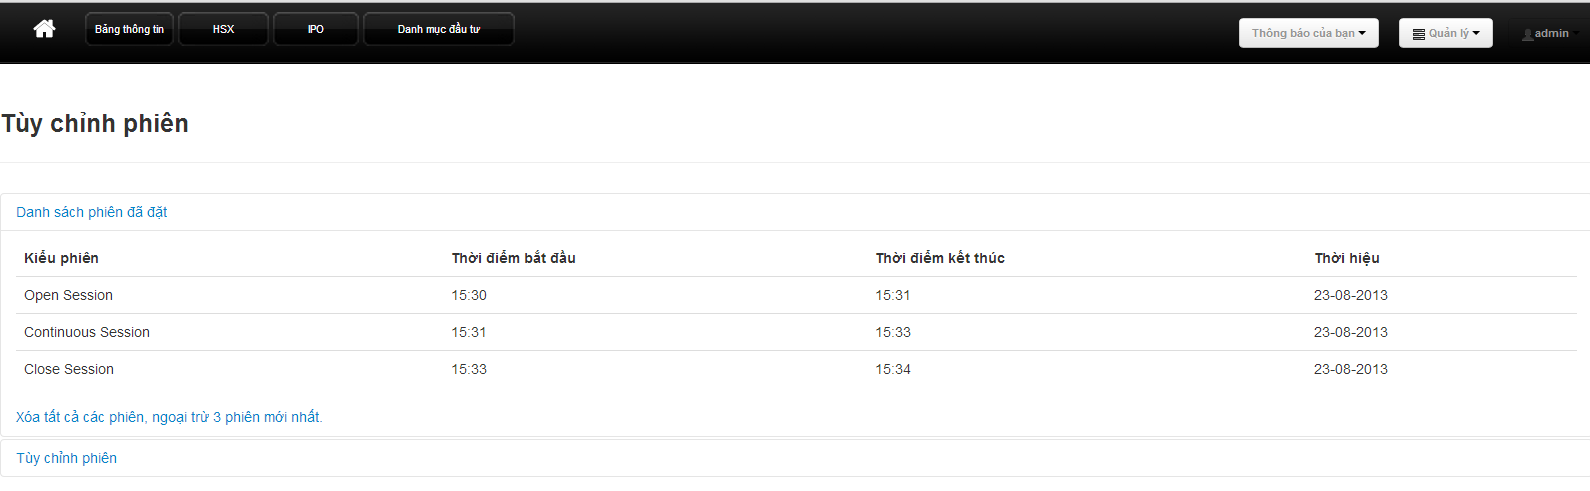 Bảng thông tin HSX IPO Danh mục đầu tư Thông báo của bạn Quản lý admin
Tùy chỉnh phiên
Danh sách phiên đã đặt
Kiểu phiên Thời điểm bắt đầu Thời điểm kết thúc Thời hiệu
Open Session 15:30 15:31 23-08-2013
Continuous Session 15:31 15:33 23-08-2013
Close Session 15:33 15:34 23-08-2013
Xóa tất cả các phiên, ngoại trừ 3 phiên mới nhất.
Tùy chỉnh phiên